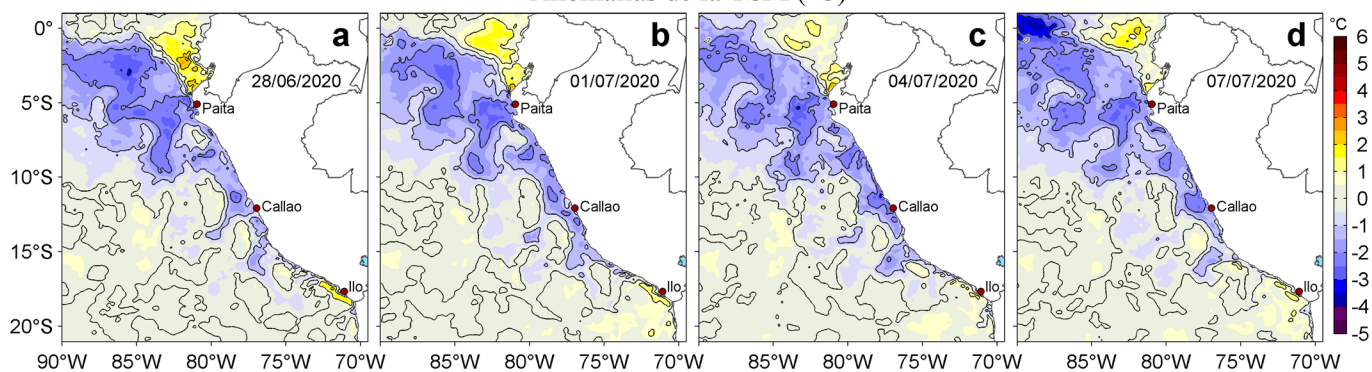 a
b
c
d
28/06/2020
01/07/2020
04/07/2020
07/07/2020
Paita
Callao
Ilo
Paita
Callao
Ilo
Paita
Callao
Ilo
Paita
Callao
Ilo
0°
5°S
10°S
15°S
20°S
90°W
85°W
80°W
75°W
70°W
85°W
80°W
75°W
70°W
85°W
80°W
75°W
70°W
85°W
80°W
75°W
70°W
°C
6
5
4
3
2
1
0
-1
-2
-3
-4
-5